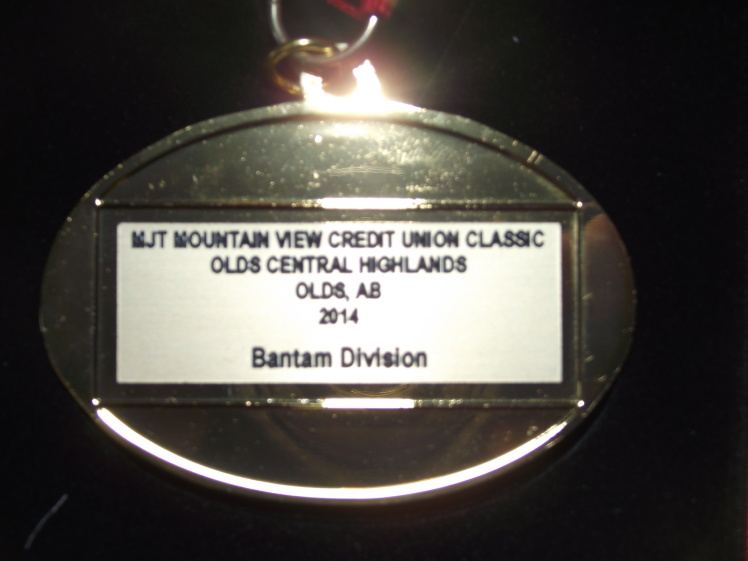 MJT MOUNTAIN VIEW CREDIT UNION CLASSIC
OLDS CENTRAL HIGHLANDS
OLDS, AB
2014
Bantam Division